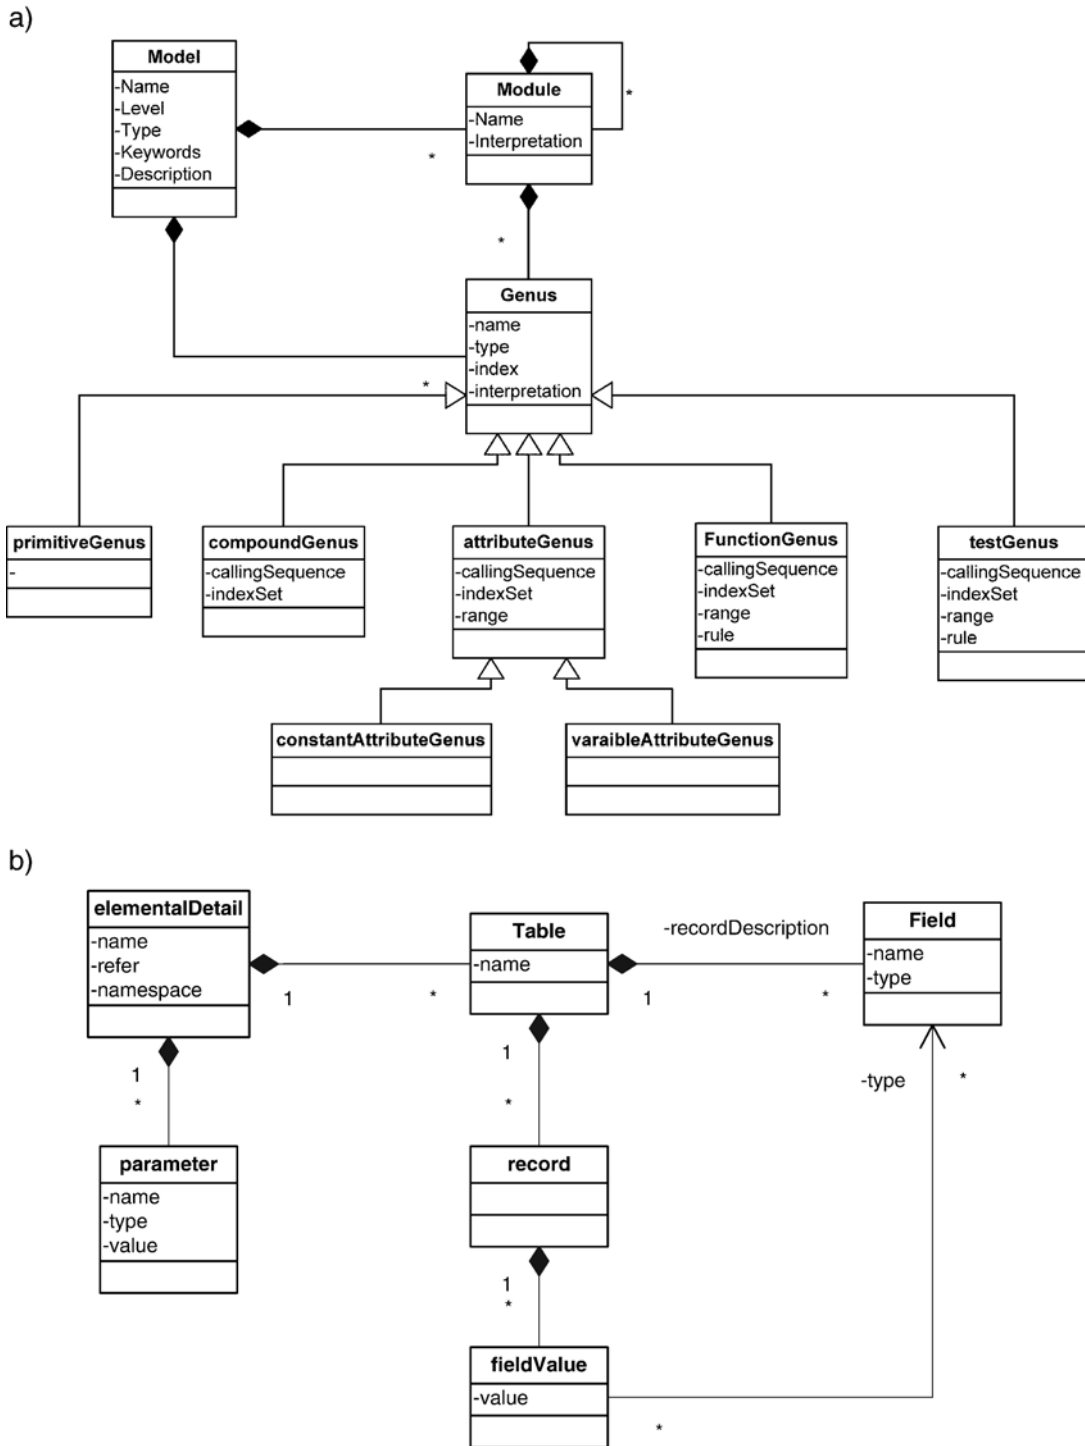 a)
Model
-Name
-Level
-Type
-Keywords
-Description
*
Module
-Name
-Interpretation
*
*
Genus
-name
-type
-index
-interpretation
*
primitiveGenus
-
compoundGenus
-callingSequence
-indexSet
attributeGenus
-callingSequence
-indexSet
-range
FunctionGenus
-callingSequence
-indexSet
-range
-rule
testGenus
-callingSequence
-indexSet
-range
-rule
constantAttributeGenus
varaibleAttributeGenus
b)
elementalDetail
-name
-refer
-namespace
1
*
Table
-name
-recordDescription
1
*
Field
-name
-type
1
*
1
*
-type
*
parameter
-name
-type
-value
record
1
*
fieldValue
-value
*